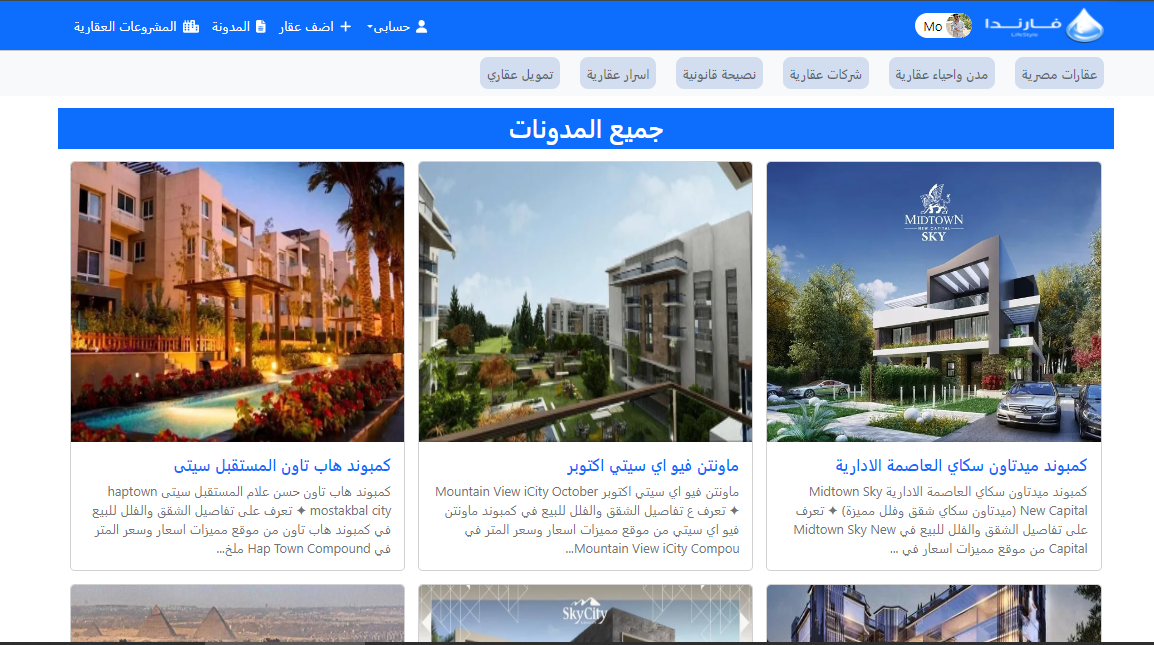 فارندا
LifeStyle
Mo
حسابى
اضف عقار
المدونة
المشروعات العقارية
عقارات مصرية
مدن واحياء عقارية
شركات عقارية
نصيحة قانونية
اسرار عقارية
تمويل عقاري
جميع المدونات
MIDTOWN
NEW CAPITAL
SKY
كمبوند ميدتاون سكاي العاصمة الادارية
كمبوند ميدتاون سكاي العاصمة الادارية Midtown Sky
New Capital (ميدتاون سكاي شقق وفلل مميزة) ✦ تعرف
على تفاصيل الشقق والفلل للبيع في Midtown Sky New
Capital من موقع مميزات اسعار في ...
ماونتن فيو اي سيتي اكتوبر
ماونتن فيو اي سيتي اكتوبر Mountain View iCity October
✦ تعرف ع تفاصيل الشقق والفلل للبيع في كمبوند ماونتن
فيو اي سيتي من موقع مميزات اسعار وسعر المتر في
Mountain View iCity Compou...
كمبوند هاب تاون المستقبل سيتى
كمبوند هاب تاون حسن علام المستقبل سيتى haptown
mostakbal city ✦ تعرف على تفاصيل الشقق والفلل للبيع
في كمبوند هاب تاون من موقع مميزات اسعار وسعر المتر
في Hap Town Compound ملخ...
SkyCity